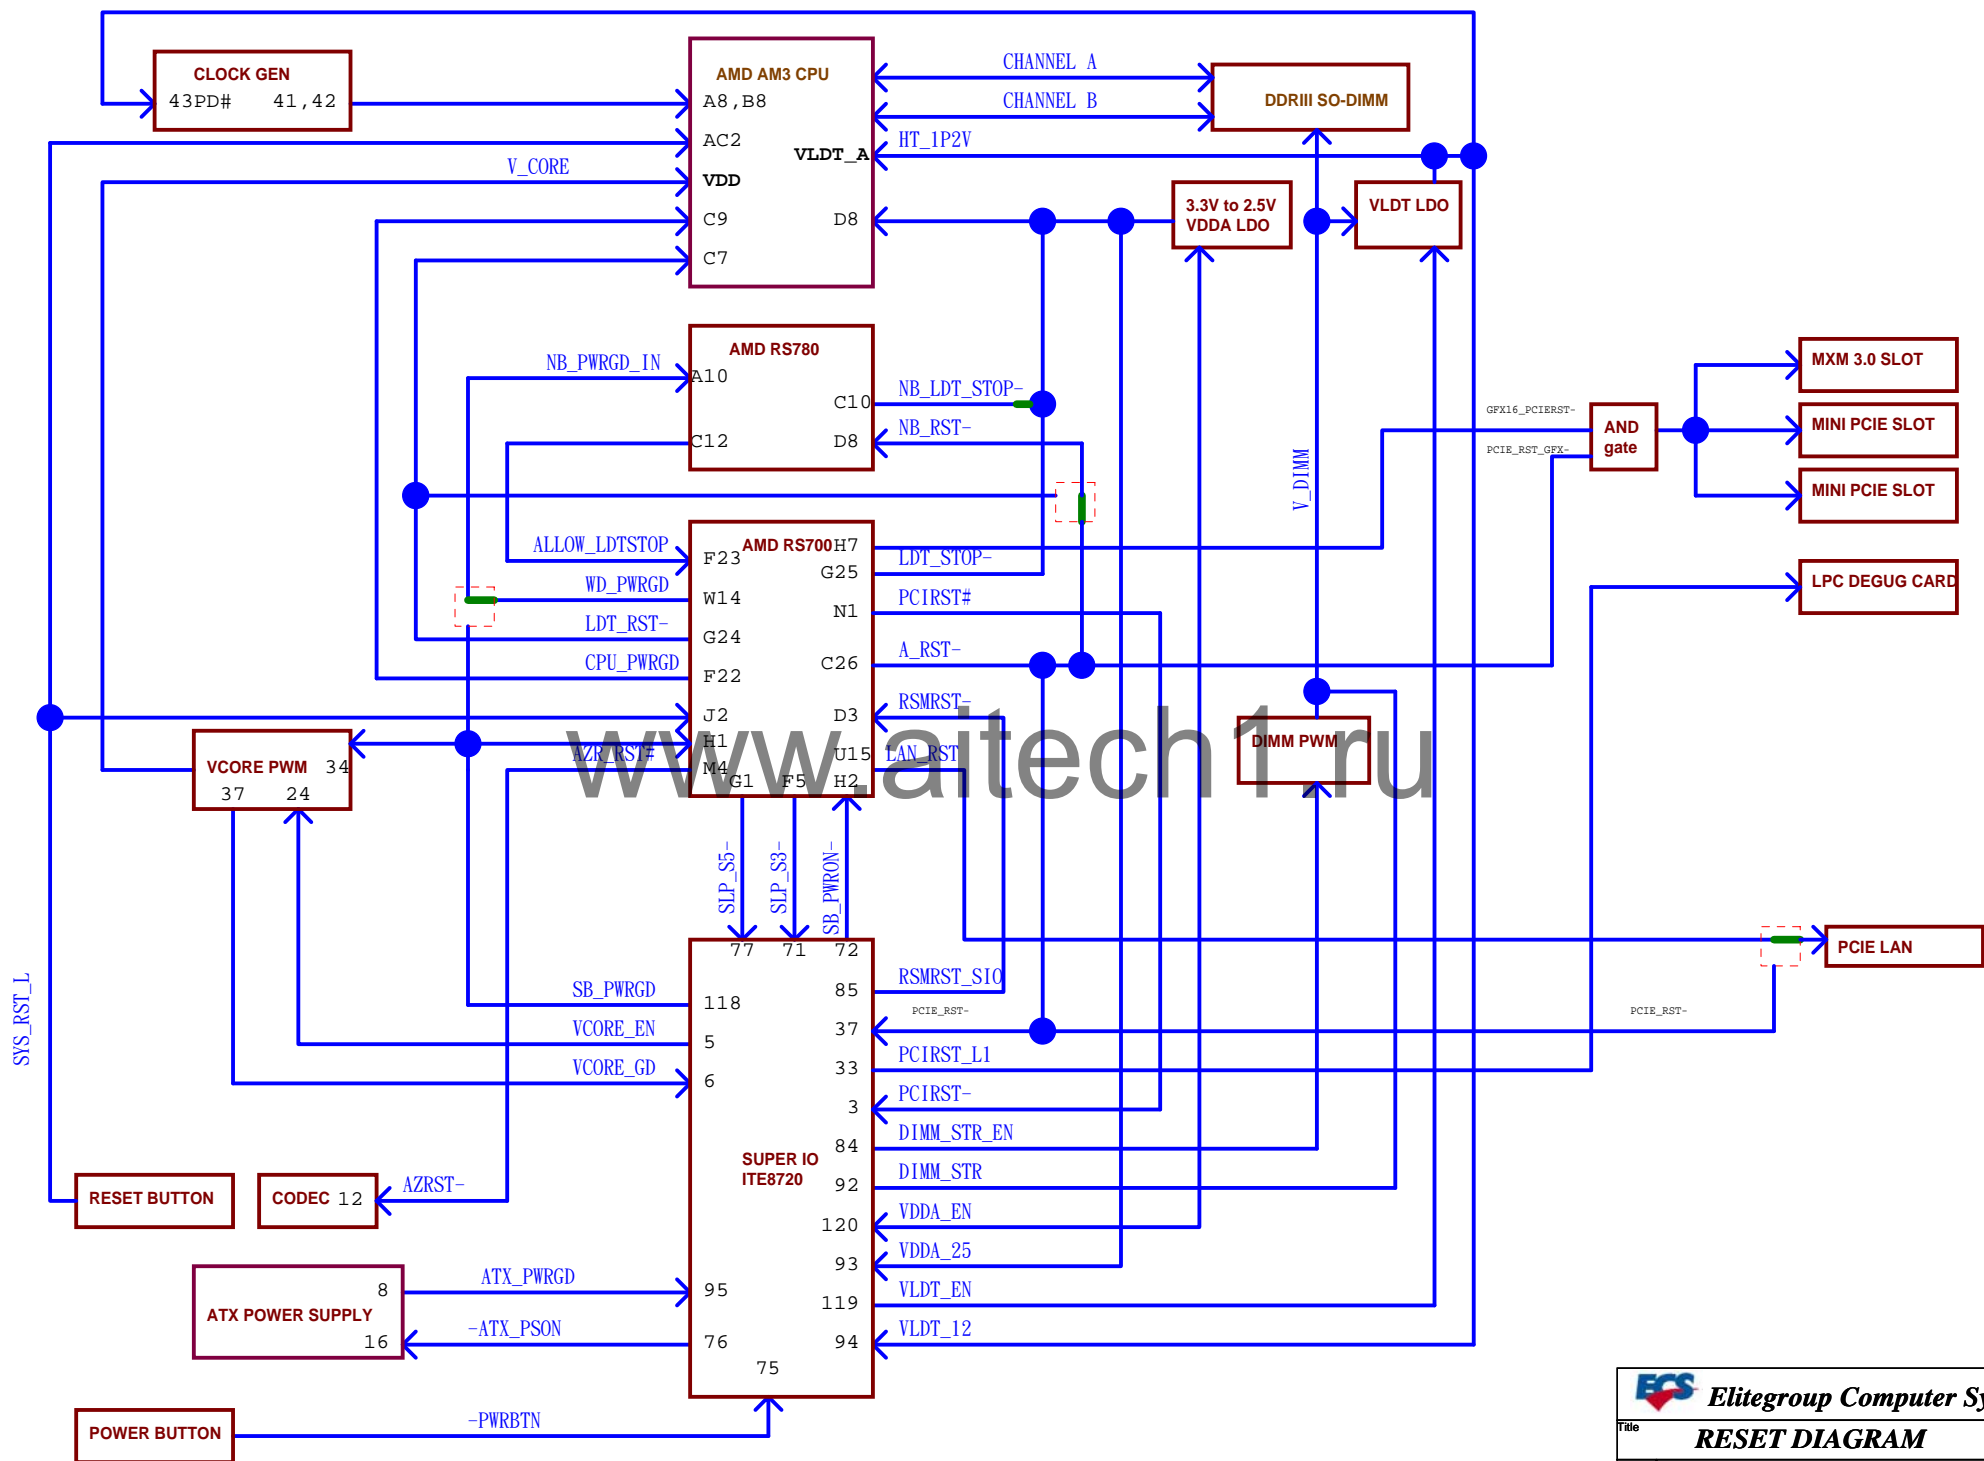 CLOCK GEN
43PD# 41,42
AMD AM3 CPU
A8,B8
AC2
VLDT_A
VDD
C9
D8
C7
V_CORE
CHANNEL A
CHANNEL B
HT_1P2V
DDRIII SO-DIMM
3.3V to 2.5V
VDDA LDO
VLDT LDO
AMD RS780
NB_PWRGD_IN
A10
C10
NB_LDT_STOP-
C12
D8
NB_RST-
V_DIMM
GFX16_PCIERST-
PCIE_RST_GFX-
AND
gate
MXM 3.0 SLOT
MINI PCIE SLOT
MINI PCIE SLOT
LPC DEGUG CARD
AMD RS700
H7
ALLOW_LDTSTOP
F23
G25
LDT_STOP-
WD_PWRGD
W14
N1
PCIRST#
LDT_RST-
G24
CPU_PWRGD
F22
C26
A_RST-
J2
D3
RSMRST-
H1
AZR_RST#
M4
U15
LAN_RST
G1 F5 H2
www.aitech1.ru
DIMM PWM
VCORE PWM 34
37 24
SLP_S5-
SLP_S3-
SB_PWRON-
77 71 72
PCIE LAN
SYS_RST_L
SB_PWRGD
118
85
RSMRST_SIO
VCORE_EN
5
37
PCIE_RST-
PCIE_RST-
VCORE_GD
6
33
PCIRST_L1
3
PCIRST-
84
DIMM_STR_EN
SUPER IO
ITE8720
92
DIMM_STR
RESET BUTTON
CODEC 12
AZRST-
120
VDDA_EN
93
VDDA_25
ATX POWER SUPPLY
8
16
ATX_PWRGD
95
119
VLDT_EN
-ATX_PSON
76
94
VLDT_12
75
POWER BUTTON
-PWRBTN
ECS
Elitegroup Computer Sy
Title
RESET DIAGRAM